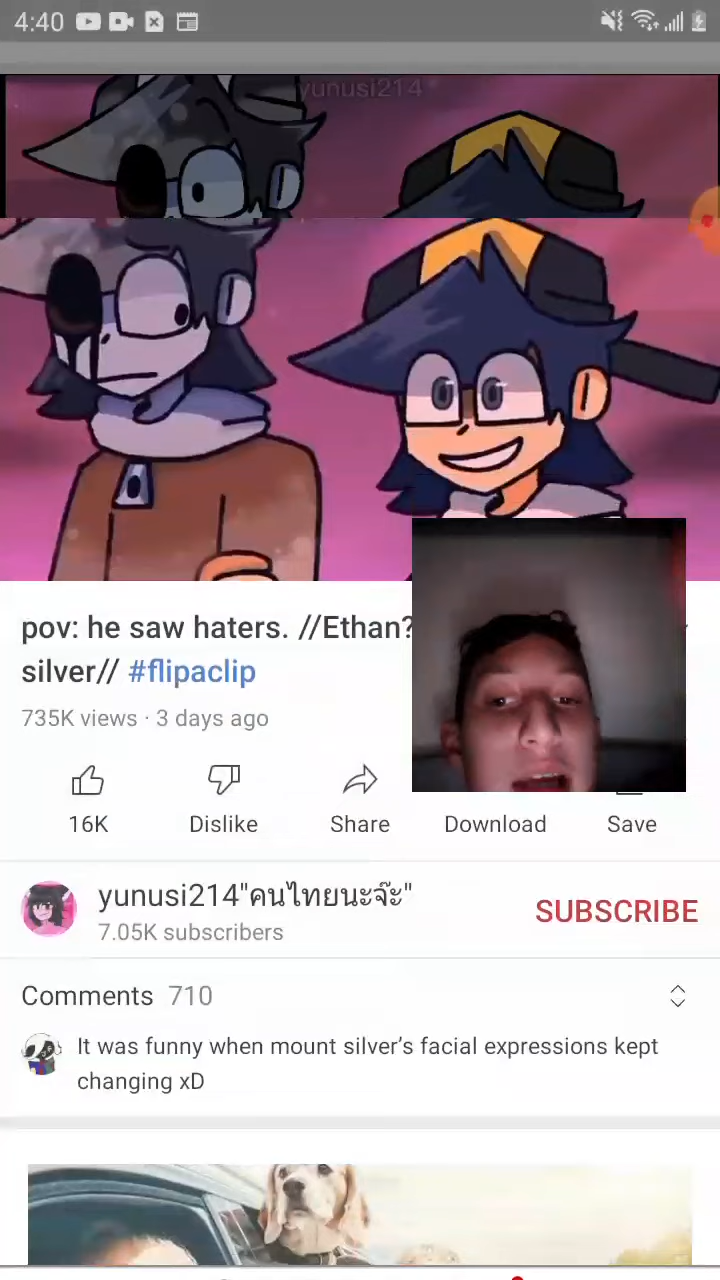 4:40
yunusi214
pov: he saw haters. //Ethan?
silver// #flipaclip
735K views · 3 days ago
16K
Dislike
Share
Download
Save
yunusi214"คนไทยนะจ๊ะ"
SUBSCRIBE
7.05K subscribers
Comments 710
It was funny when mount silver’s facial expressions kept
changing xD